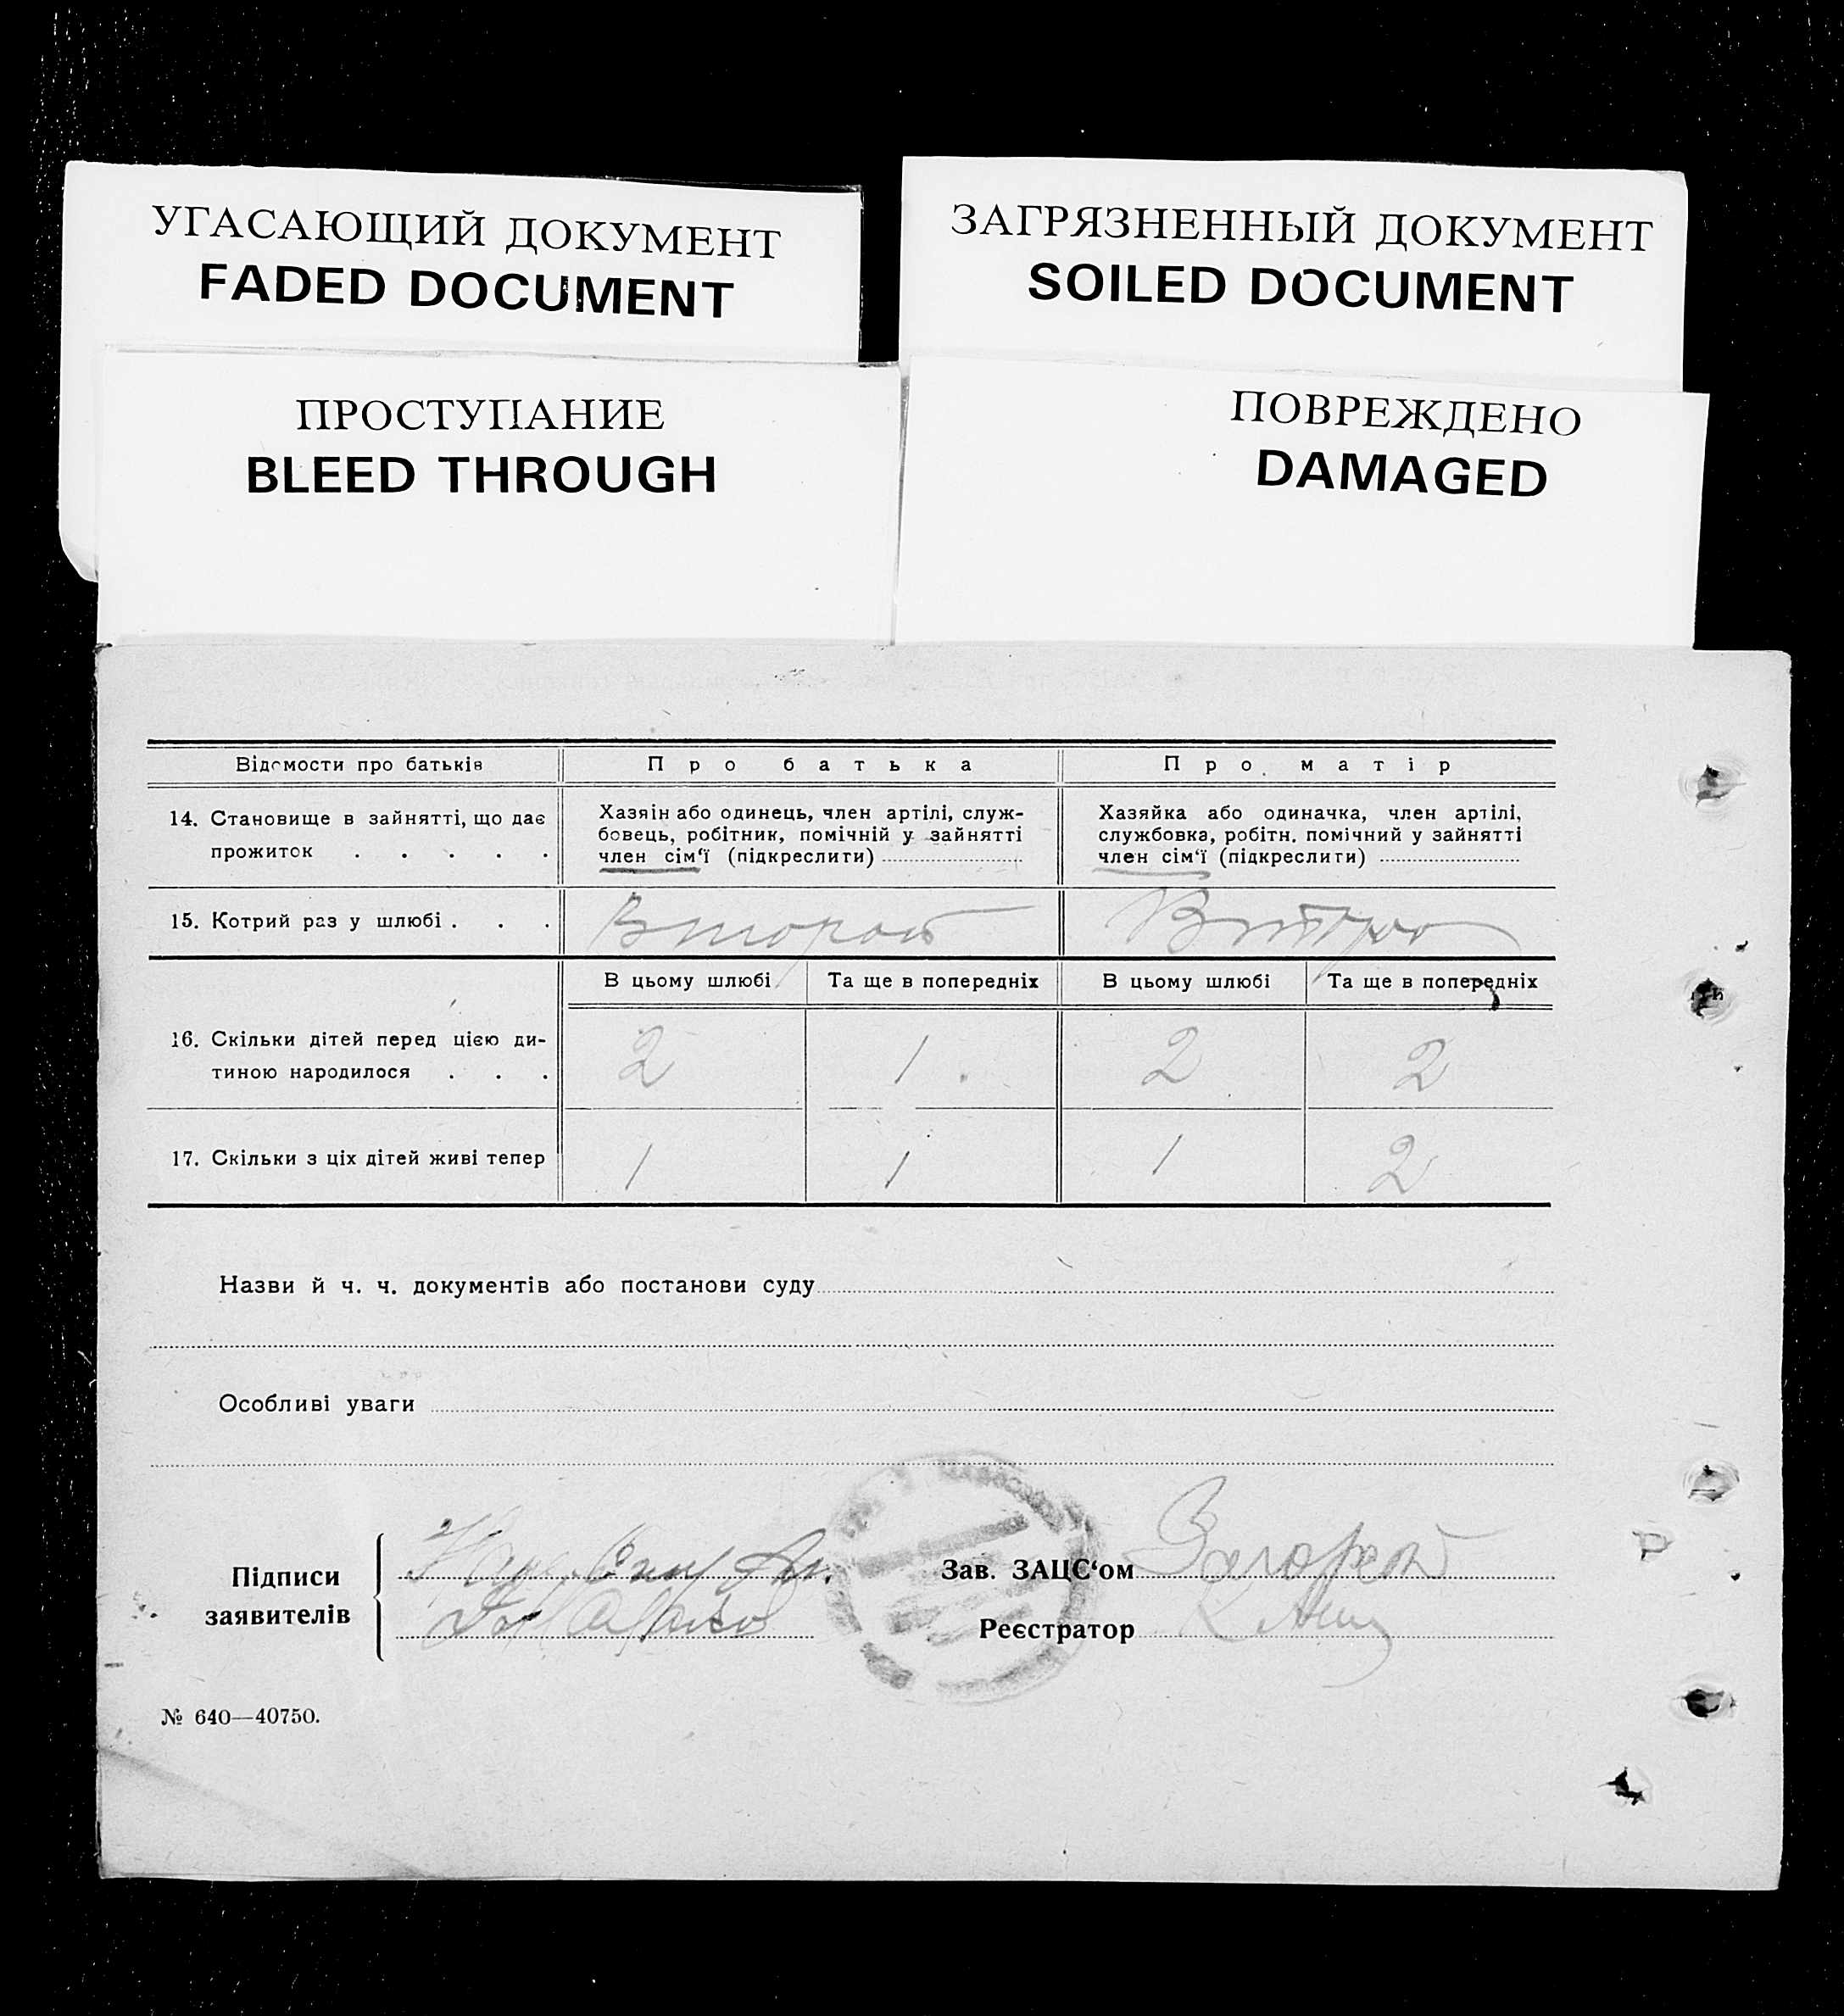 УГАСАЮЩИЙ ДОКУМЕНТ
FADED DOCUMENT
ЗАГРЯЗНЕННЫЙ ДОКУМЕНТ
SOILED DOCUMENT
ПРОСТУПАНИЕ
BLEED THROUGH
ПОВРЕЖДЕНО
DAMAGED
Відомости про батьків
Про батька
Про матір
14. Становище в зайнятті, що дає
прожиток . . . . .
Хазяін або одинець, член артілі, служ-
бовець, робітник, помічній у зайнятті
член сім‘ї (підкреслити)
Хазяйка або одиначка, член артілі,
службовка, робітн. помічний у зайнятті
член сім‘ї (підкреслити)
15. Котрий раз у шлюбі . . .
Второй
В цьому шлюбі
Та ще в попередніх
В цьому шлюбі
Та ще в попередніх
16. Скільки дітей перед цією ди-
тиною народилося . . .
2
1
2
2
17. Скільки з ціх дітей живі тепер
1
1
1
2
Назви й ч. ч. документів або постанови суду
Особливі уваги
Підписи
заявителів
Зав. ЗАЦС‘ом
Реєстратор
№ 640—40750.